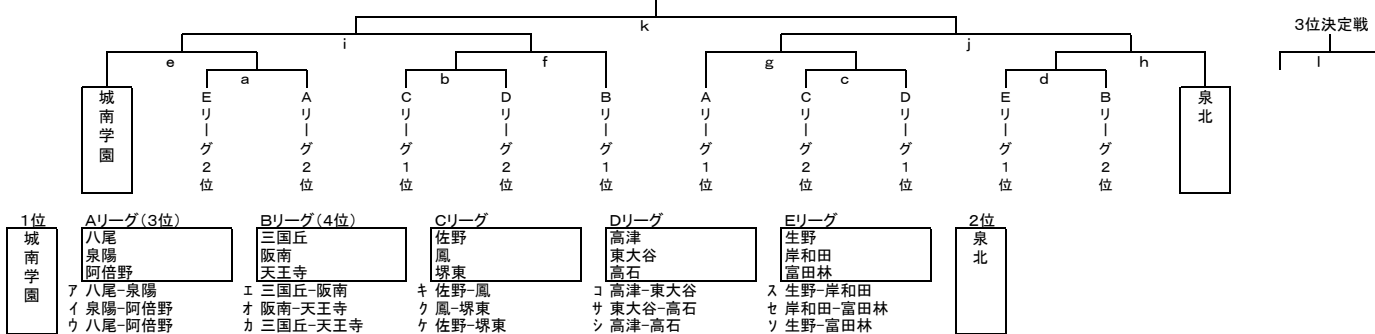 k
3位決定戦
i
j
e
f
g
h
l
a
b
c
d
城南学園
Eリーグ2位
Aリーグ2位
Cリーグ1位
Dリーグ2位
Bリーグ1位
Aリーグ1位
Cリーグ2位
Dリーグ1位
Eリーグ1位
Bリーグ2位
泉北
1位
城南学園
Aリーグ(3位)
八尾
泉陽
阿倍野
ア 八尾-泉陽
イ 泉陽-阿倍野
ウ 八尾-阿倍野
Bリーグ(4位)
三国丘
阪南
天王寺
エ 三国丘-阪南
オ 阪南-天王寺
カ 三国丘-天王寺
Cリーグ
佐野
鳳
堺東
キ 佐野-鳳
ク 鳳-堺東
ケ 佐野-堺東
Dリーグ
高津
東大谷
高石
コ 高津-東大谷
サ 東大谷-高石
シ 高津-高石
Eリーグ
生野
岸和田
富田林
ス 生野-岸和田
セ 岸和田-富田林
ソ 生野-富田林
2位
泉北